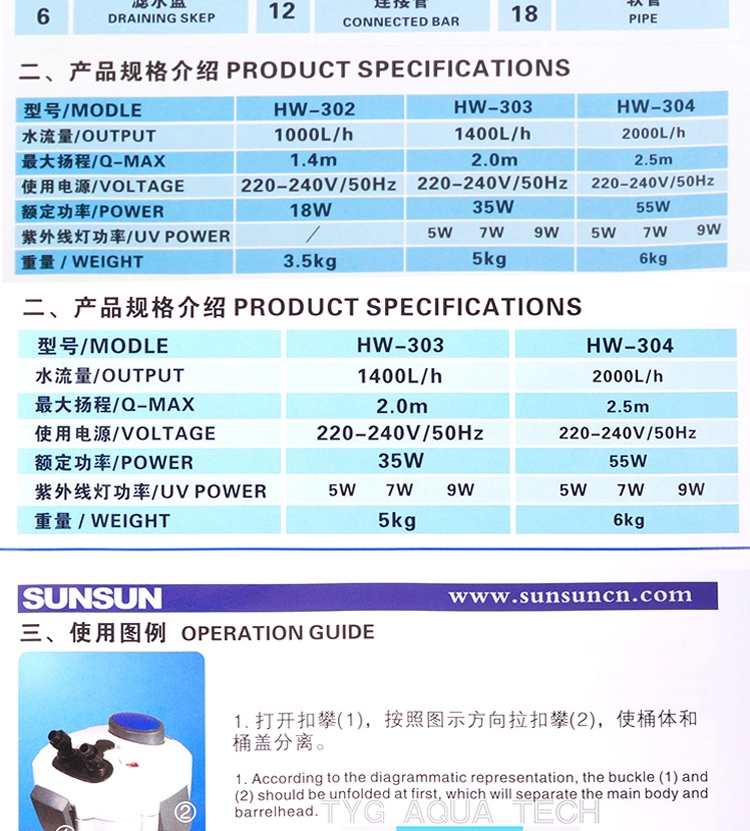 6 滤水盘 DRAINING SKEP 12 连接管 CONNECTED BAR 18 软管 PIPE
二、产品规格介绍 PRODUCT SPECIFICATIONS
型号/MODLE HW-302 HW-303 HW-304
水流量/OUTPUT 1000L/h 1400L/h 2000L/h
最大扬程/Q-MAX 1.4m 2.0m 2.5m
使用电源/VOLTAGE 220-240V/50Hz 220-240V/50Hz 220-240V/50Hz
额定功率/POWER 18W 35W 55W
紫外线灯功率/UV POWER / 5W 7W 9W 5W 7W 9W
重量 / WEIGHT 3.5kg 5kg 6kg
二、产品规格介绍 PRODUCT SPECIFICATIONS
型号/MODLE HW-303 HW-304
水流量/OUTPUT 1400L/h 2000L/h
最大扬程/Q-MAX 2.0m 2.5m
使用电源/VOLTAGE 220-240V/50Hz 220-240V/50Hz
额定功率/POWER 35W 55W
紫外线灯功率/UV POWER 5W 7W 9W 5W 7W 9W
重量 / WEIGHT 5kg 6kg
SUNSUN www.sunsuncn.com
三、使用图例 OPERATION GUIDE
1. 打开扣攀(1)，按照图示方向拉扣攀(2)，使桶体和
桶盖分离。
1. According to the diagrammatic representation, the buckle (1) and
(2) should be unfolded at first, which will separate the main body and
barrelhead.
TYG AQUA TECH
②